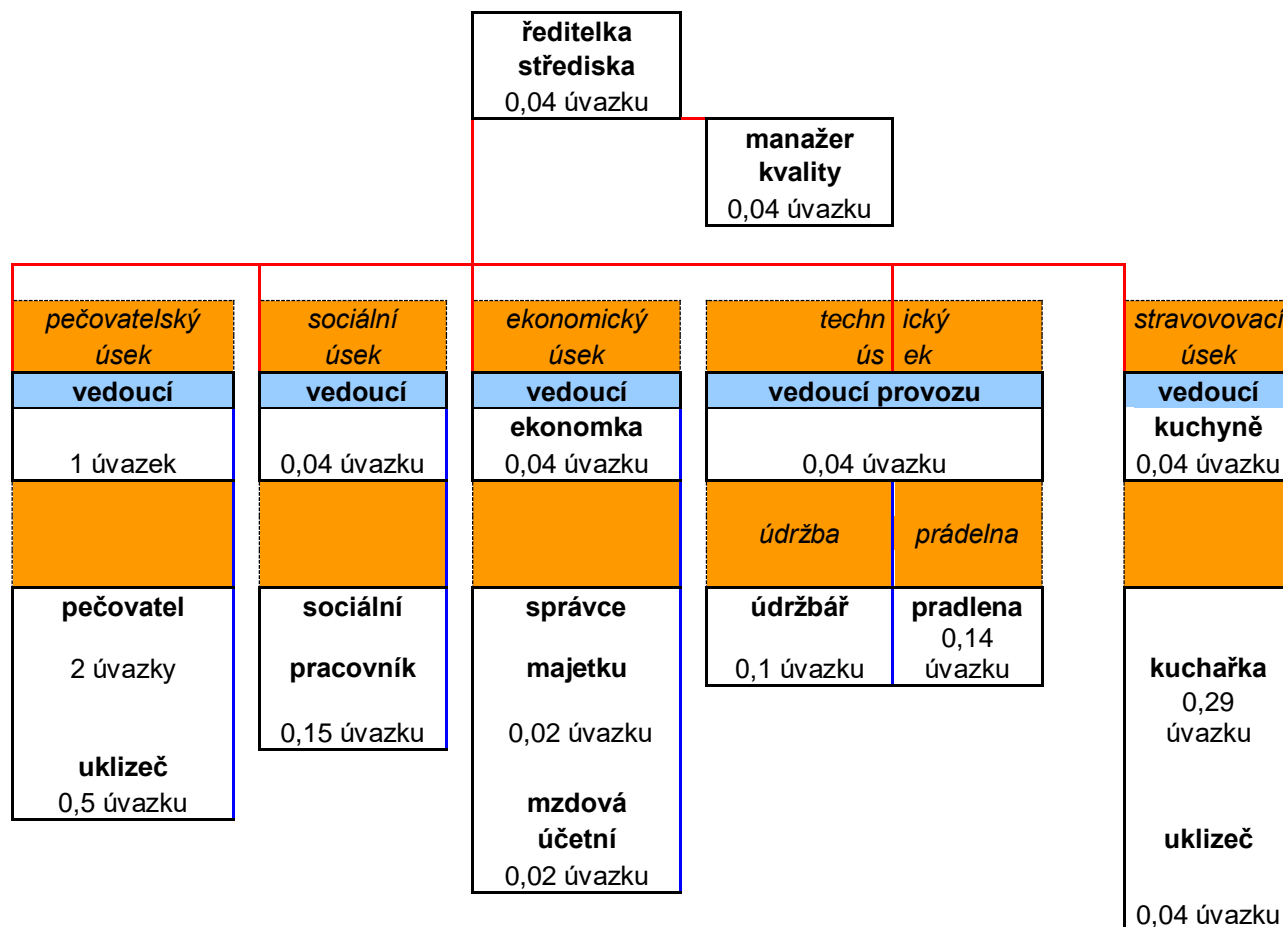 ředitelka
střediska
0,04 úvazku
manažer
kvality
0,04 úvazku
pečovatelský
úsek
vedoucí
1 úvazek
pečovatel
2 úvazky
uklizeč
0,5 úvazku
sociální
úsek
vedoucí
0,04 úvazku
sociální
pracovník
0,15 úvazku
ekonomický
úsek
vedoucí
ekonomka
0,04 úvazku
správce
majetku
0,02 úvazku
mzdová
účetní
0,02 úvazku
techn ický
ús ek
vedoucí provozu
0,04 úvazku
údržba
údržbář
0,1 úvazku
prádelna
pradlena
0,14
úvazku
stravovovací
úsek
vedoucí
kuchyně
0,04 úvazku
kuchařka
0,29
úvazku
uklizeč
0,04 úvazku